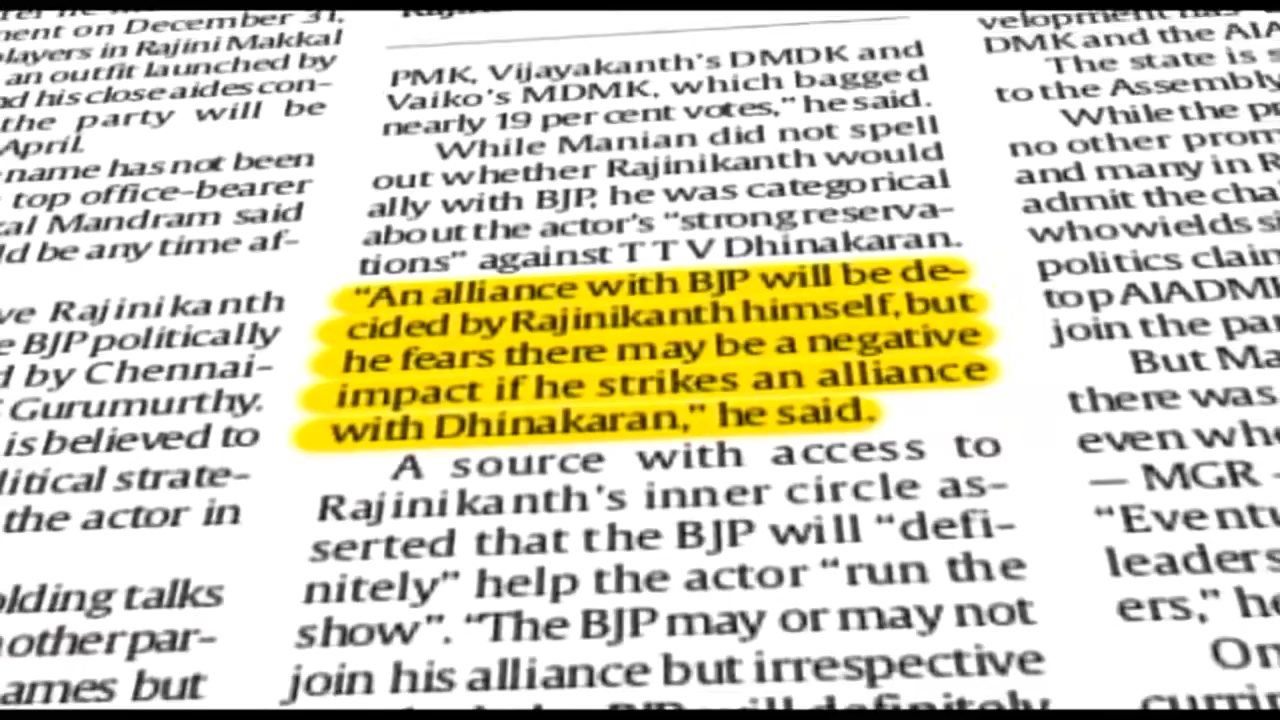 ment on December 31,
layers in Rajini Makkal
an outfit launched by
nd his close aides con-
the party will be
April.
name has not been
top office-bearer
kal Mandram said
ld be any time af-
ve Rajinikanth
e BJP politically
d by Chennai-
Gurumurthy.
is believed to
litical strate-
the actor in
olding talks
nother par-
ames but
PMK, Vijayakanth's DMDK and
Vaiko's MDMK, which bagged
nearly 19 per cent votes," he said.
While Manian did not spell
out whether Rajinikanth would
ally with BJP, he was categorical
about the actor's "strong reserva-
tions" against T T V Dhinakaran.
"An alliance with BJP will be de-
cided by Rajinikanth himself, but
he fears there may be a negative
impact if he strikes an alliance
with Dhinakaran," he said.
A source with access to
Rajinikanth's inner circle as-
serted that the BJP will "defi-
nitely" help the actor "run the
show". "The BJP may or may not
join his alliance but irrespective
BJP will definitely
velopment has
DMK and the AIA
The state is s
to the Assembly
While the pr
no other prom
and many in R
admit the cha
who wields si
politics claim
top AIADMK
join the par
But Ma
there was
even whe
— MGR
"Eventu
leaders
ers," he
On